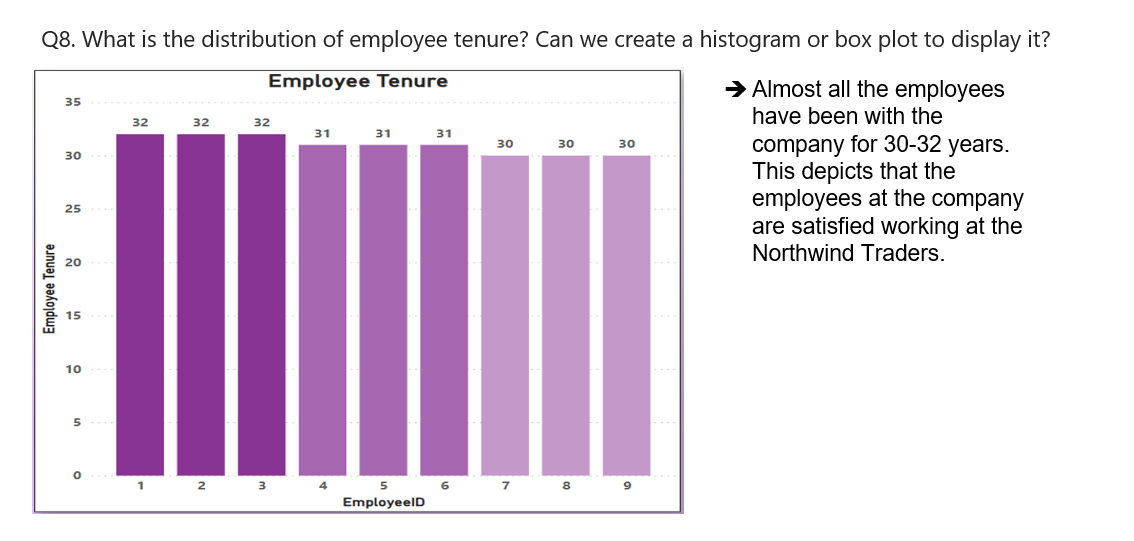 Q8. What is the distribution of employee tenure? Can we create a histogram or box plot to display it?
Employee Tenure
35
30
25
20
15
10
5
0
Employee Tenure
32 32 32 31 31 31 30 30 30
1 2 3 4 5 6 7 8 9
EmployeeID
➔ Almost all the employees
have been with the
company for 30-32 years.
This depicts that the
employees at the company
are satisfied working at the
Northwind Traders.